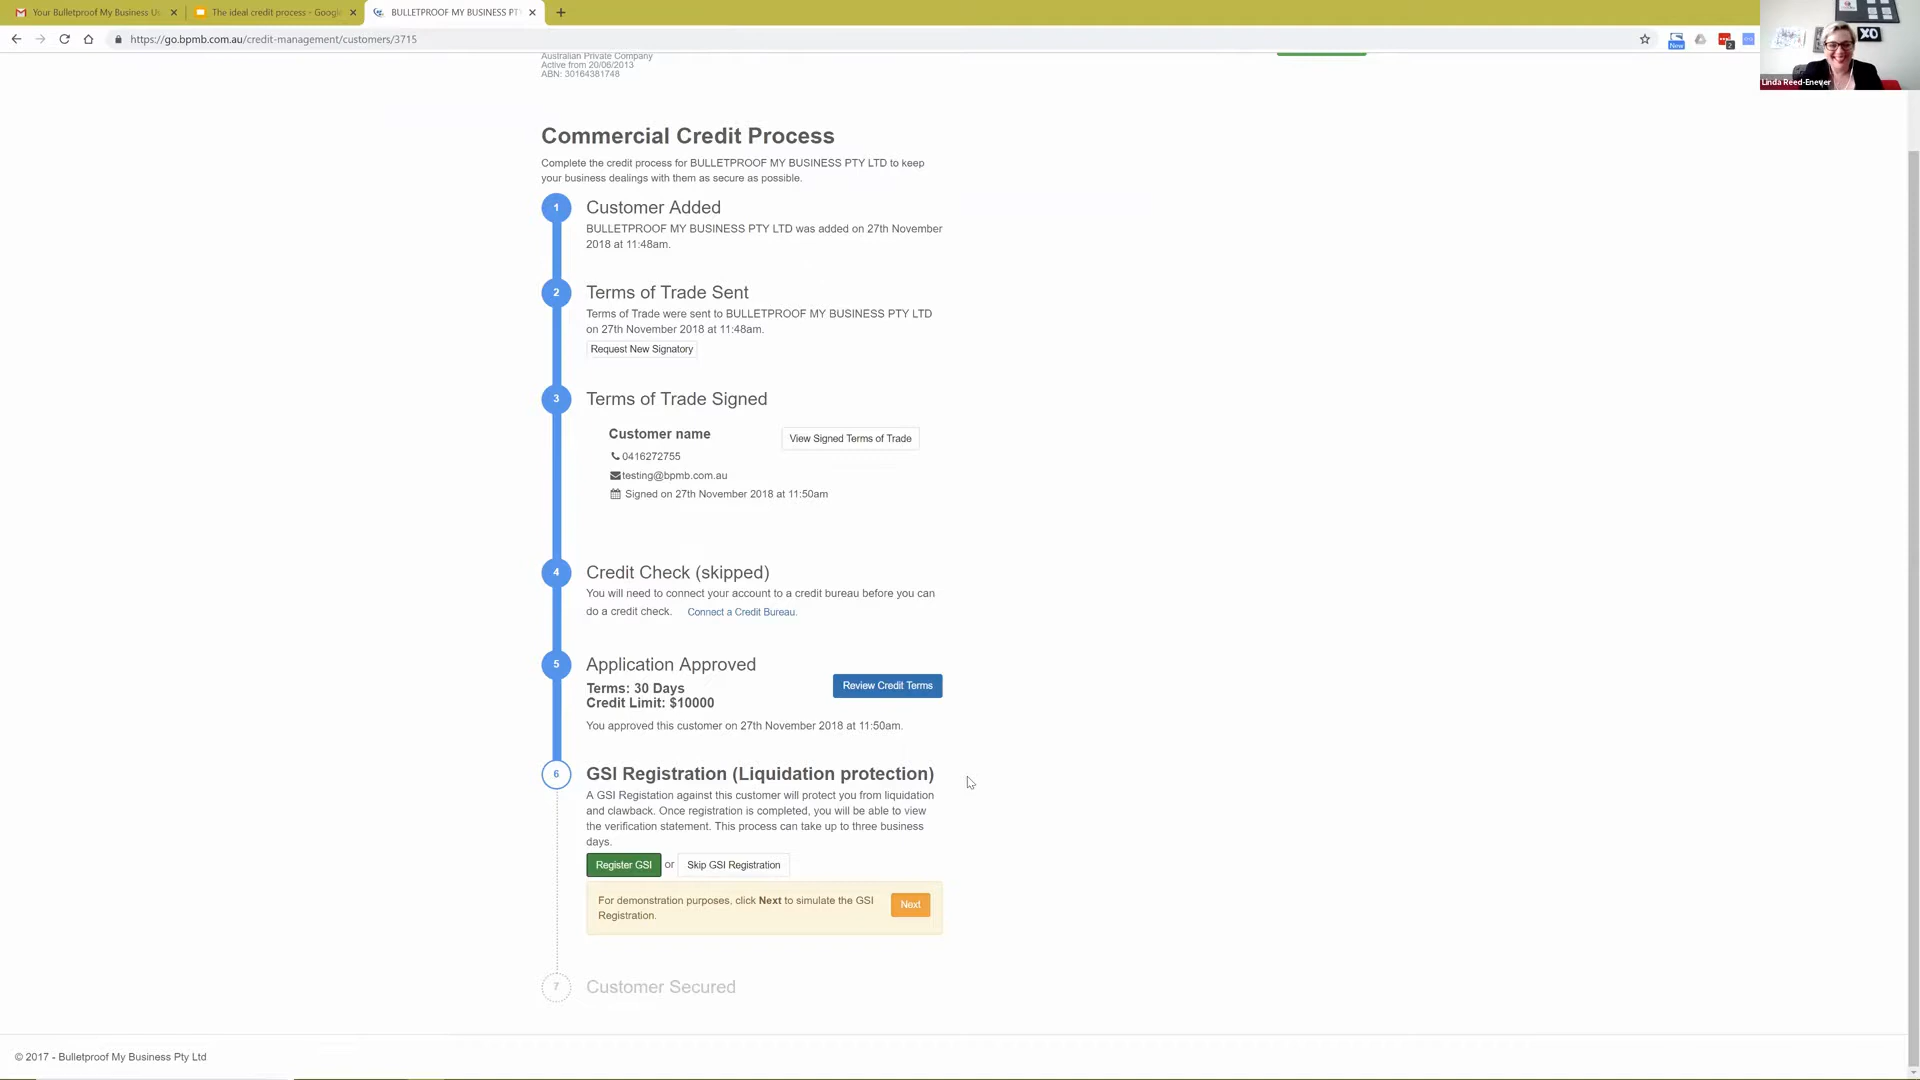 Your Bulletproof My Business Us
The ideal credit process - Google
BULLETPROOF MY BUSINESS PT
https://go.bpmb.com.au/credit-management/customers/3715
New
2
XO
Linda Reed-Enever
Australian Private Company
Active from 20/06/2013
ABN: 30164381748
Commercial Credit Process
Complete the credit process for BULLETPROOF MY BUSINESS PTY LTD to keep
your business dealings with them as secure as possible.
1
Customer Added
BULLETPROOF MY BUSINESS PTY LTD was added on 27th November
2018 at 11:48am.
2
Terms of Trade Sent
Terms of Trade were sent to BULLETPROOF MY BUSINESS PTY LTD
on 27th November 2018 at 11:48am.
Request New Signatory
3
Terms of Trade Signed
Customer name
View Signed Terms of Trade
0416272755
testing@bpmb.com.au
Signed on 27th November 2018 at 11:50am
4
Credit Check (skipped)
You will need to connect your account to a credit bureau before you can
do a credit check. Connect a Credit Bureau.
5
Application Approved
Terms: 30 Days
Credit Limit: $10000
Review Credit Terms
You approved this customer on 27th November 2018 at 11:50am.
6
GSI Registration (Liquidation protection)
A GSI Registation against this customer will protect you from liquidation
and clawback. Once registration is completed, you will be able to view
the verification statement. This process can take up to three business
days.
Register GSI or Skip GSI Registration
For demonstration purposes, click Next to simulate the GSI
Registration.
Next
7
Customer Secured
© 2017 - Bulletproof My Business Pty Ltd